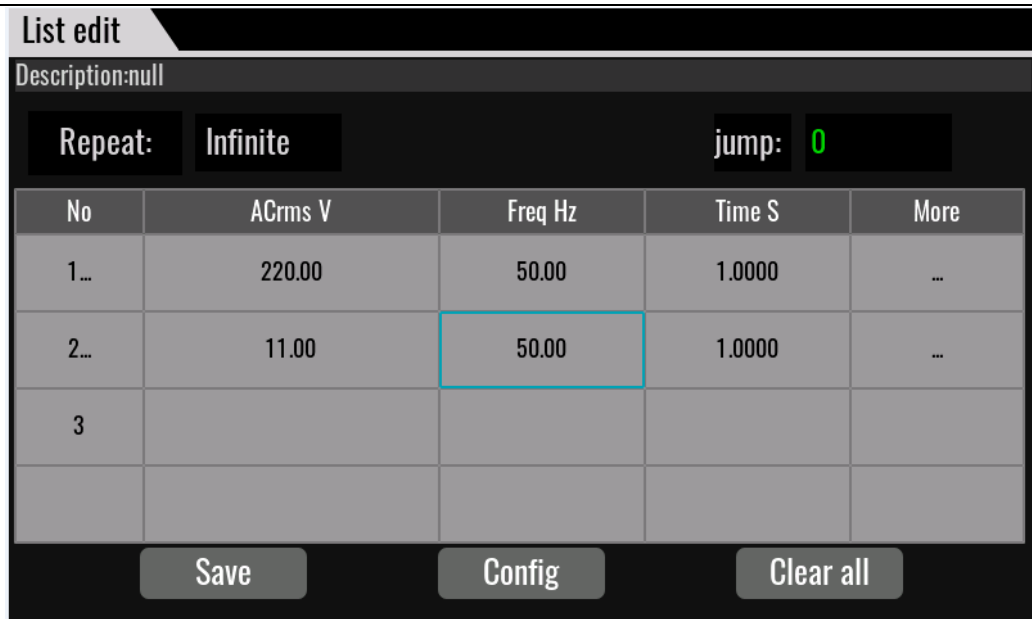 List edit
Description:null
Repeat: Infinite jump: 0
No ACrms V Freq Hz Time S More
1... 220.00 50.00 1.0000 ...
2... 11.00 50.00 1.0000 ...
3
Save Config Clear all